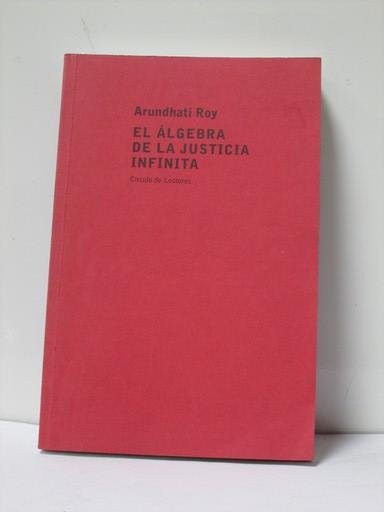 Arundhati Roy
EL ÁLGEBRA
DE LA JUSTICIA
INFINITA
Círculo de Lectores